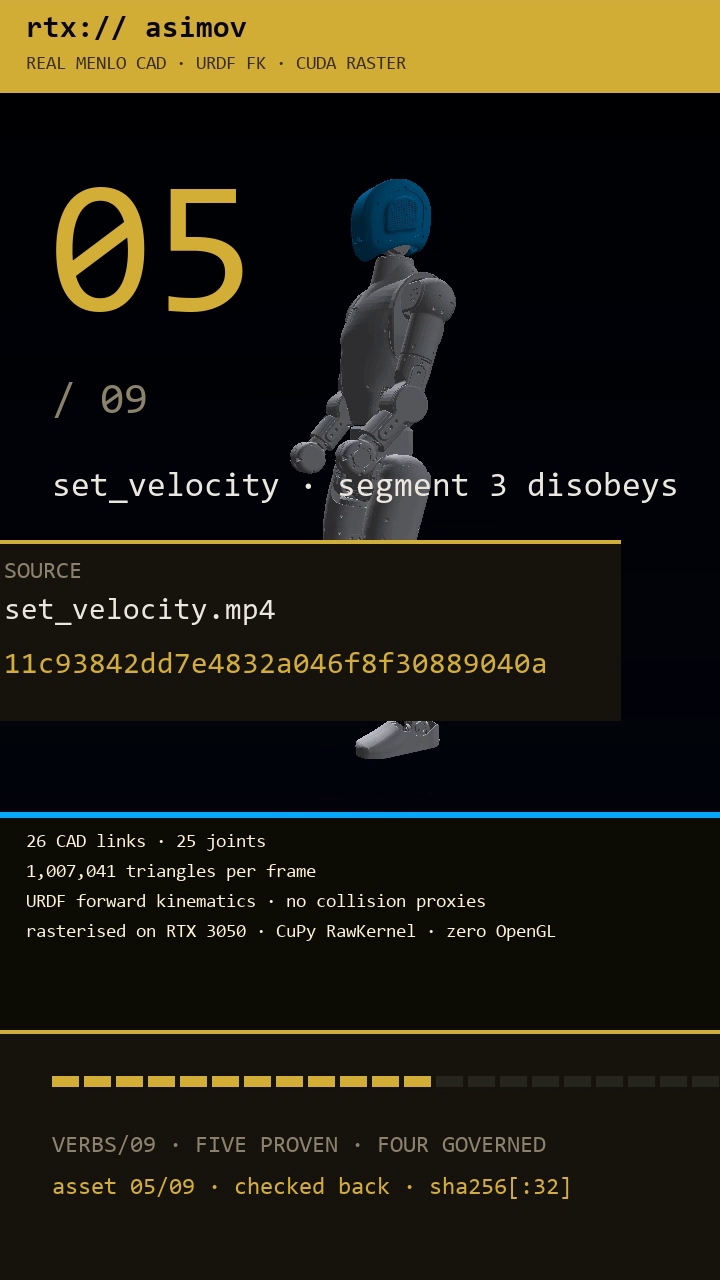 rtx:// asimov
REAL MENLO CAD · URDF FK · CUDA RASTER
05
/ 09
set_velocity · segment 3 disobeys
SOURCE
set_velocity.mp4
11c93842dd7e4832a046f8f30889040a
26 CAD links · 25 joints
1,007,041 triangles per frame
URDF forward kinematics · no collision proxies
rasterised on RTX 3050 · CuPy RawKernel · zero OpenGL
VERBS/09 · FIVE PROVEN · FOUR GOVERNED
asset 05/09 · checked back · sha256[:32]